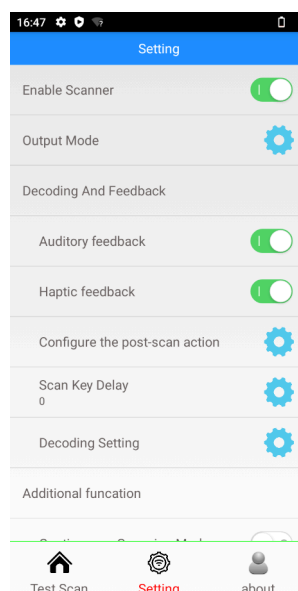 16:47
Setting
Enable Scanner
Output Mode
Decoding And Feedback
Auditory feedback
Haptic feedback
Configure the post-scan action
Scan Key Delay
0
Decoding Setting
Additional funcation
Test Scan Setting about